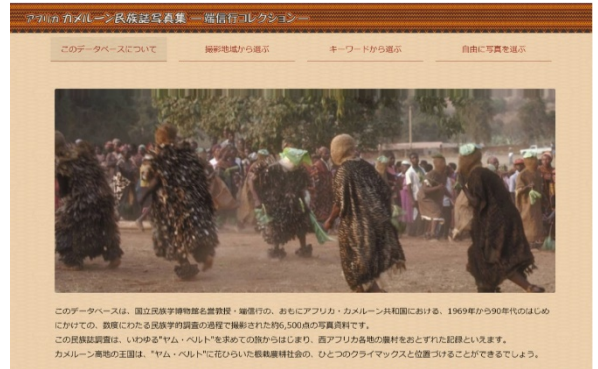 アフリカ カメルーン民族誌写真集 ― 端信行コレクション ―
このデータベースについて
撮影地域から選ぶ
キーワードから選ぶ
自由に写真を選ぶ
このデータベースは、国立民族学博物館名誉教授・端信行の、おもにアフリカ・カメルーン共和国における、1969年から90年代のはじめ
にかけての、数度にわたる民族学的調査の過程で撮影された約6,500点の写真資料です。
この民族誌調査は、いわゆる"ヤム・ベルト"を求めての旅からはじまり、西アフリカ各地の農村をおとずれた記録といえます。
カメルーン高地の王国は、"ヤム・ベルト"に花ひらいた根栽農耕社会の、ひとつのクライマックスと位置づけることができるでしょう。